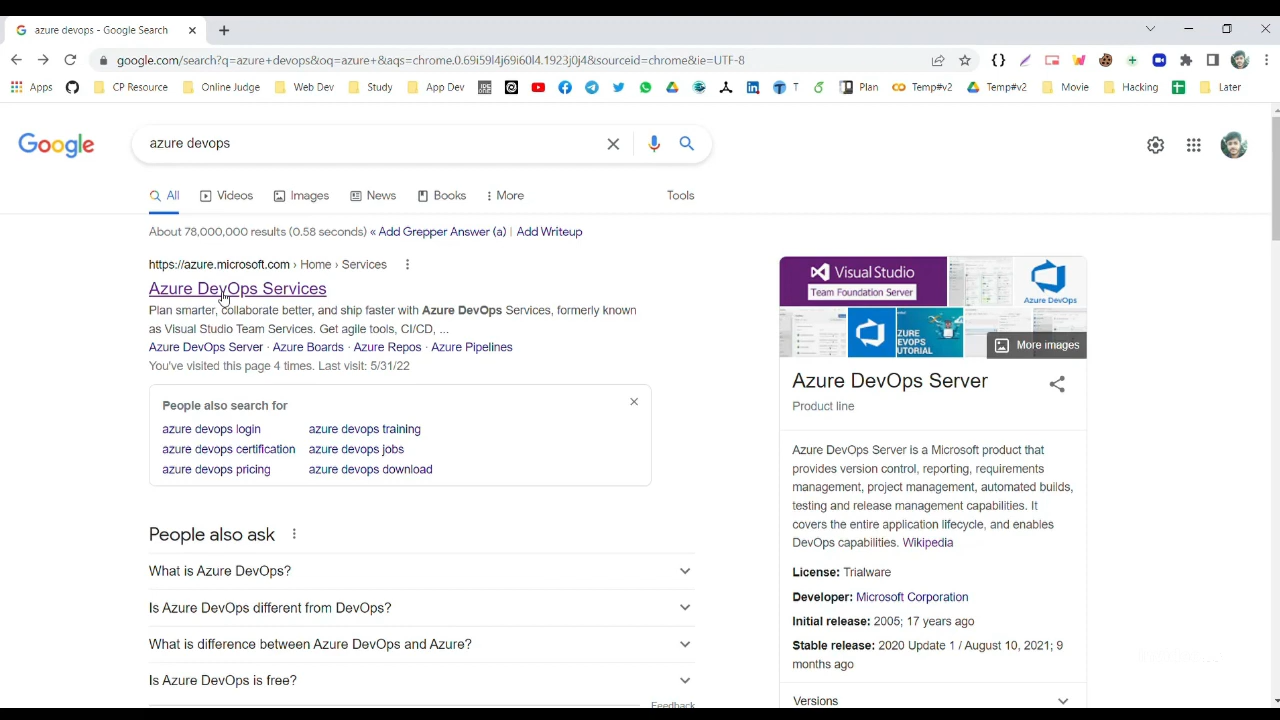 azure devops - Google Search
google.com/search?q=azure+devops&oq=azure+&aqs=chrome.0.69i59l4j69i60l4.1923j0j4&sourceid=chrome&ie=UTF-8
Apps CP Resource Online Judge Web Dev Study App Dev T Plan Temp#v2 Temp#v2 Movie Hacking Later
Google azure devops
All Videos Images News Books More Tools
About 78,000,000 results (0.58 seconds) « Add Grepper Answer (a) | Add Writeup
https://azure.microsoft.com › Home › Services
Azure DevOps Services
Plan smarter, collaborate better, and ship faster with Azure DevOps Services, formerly known
as Visual Studio Team Services. Get agile tools, CI/CD, ...
Azure DevOps Server · Azure Boards · Azure Repos · Azure Pipelines
You've visited this page 4 times. Last visit: 5/31/22
People also search for
azure devops login azure devops training
azure devops certification azure devops jobs
azure devops pricing azure devops download
People also ask
What is Azure DevOps?
Is Azure DevOps different from DevOps?
What is difference between Azure DevOps and Azure?
Is Azure DevOps is free?
Feedback
Visual Studio
Team Foundation Server
Azure DevOps
More images
Azure DevOps Server
Product line
Azure DevOps Server is a Microsoft product that
provides version control, reporting, requirements
management, project management, automated builds,
testing and release management capabilities. It
covers the entire application lifecycle, and enables
DevOps capabilities. Wikipedia
License: Trialware
Developer: Microsoft Corporation
Initial release: 2005; 17 years ago
Stable release: 2020 Update 1 / August 10, 2021; 9
months ago
Versions